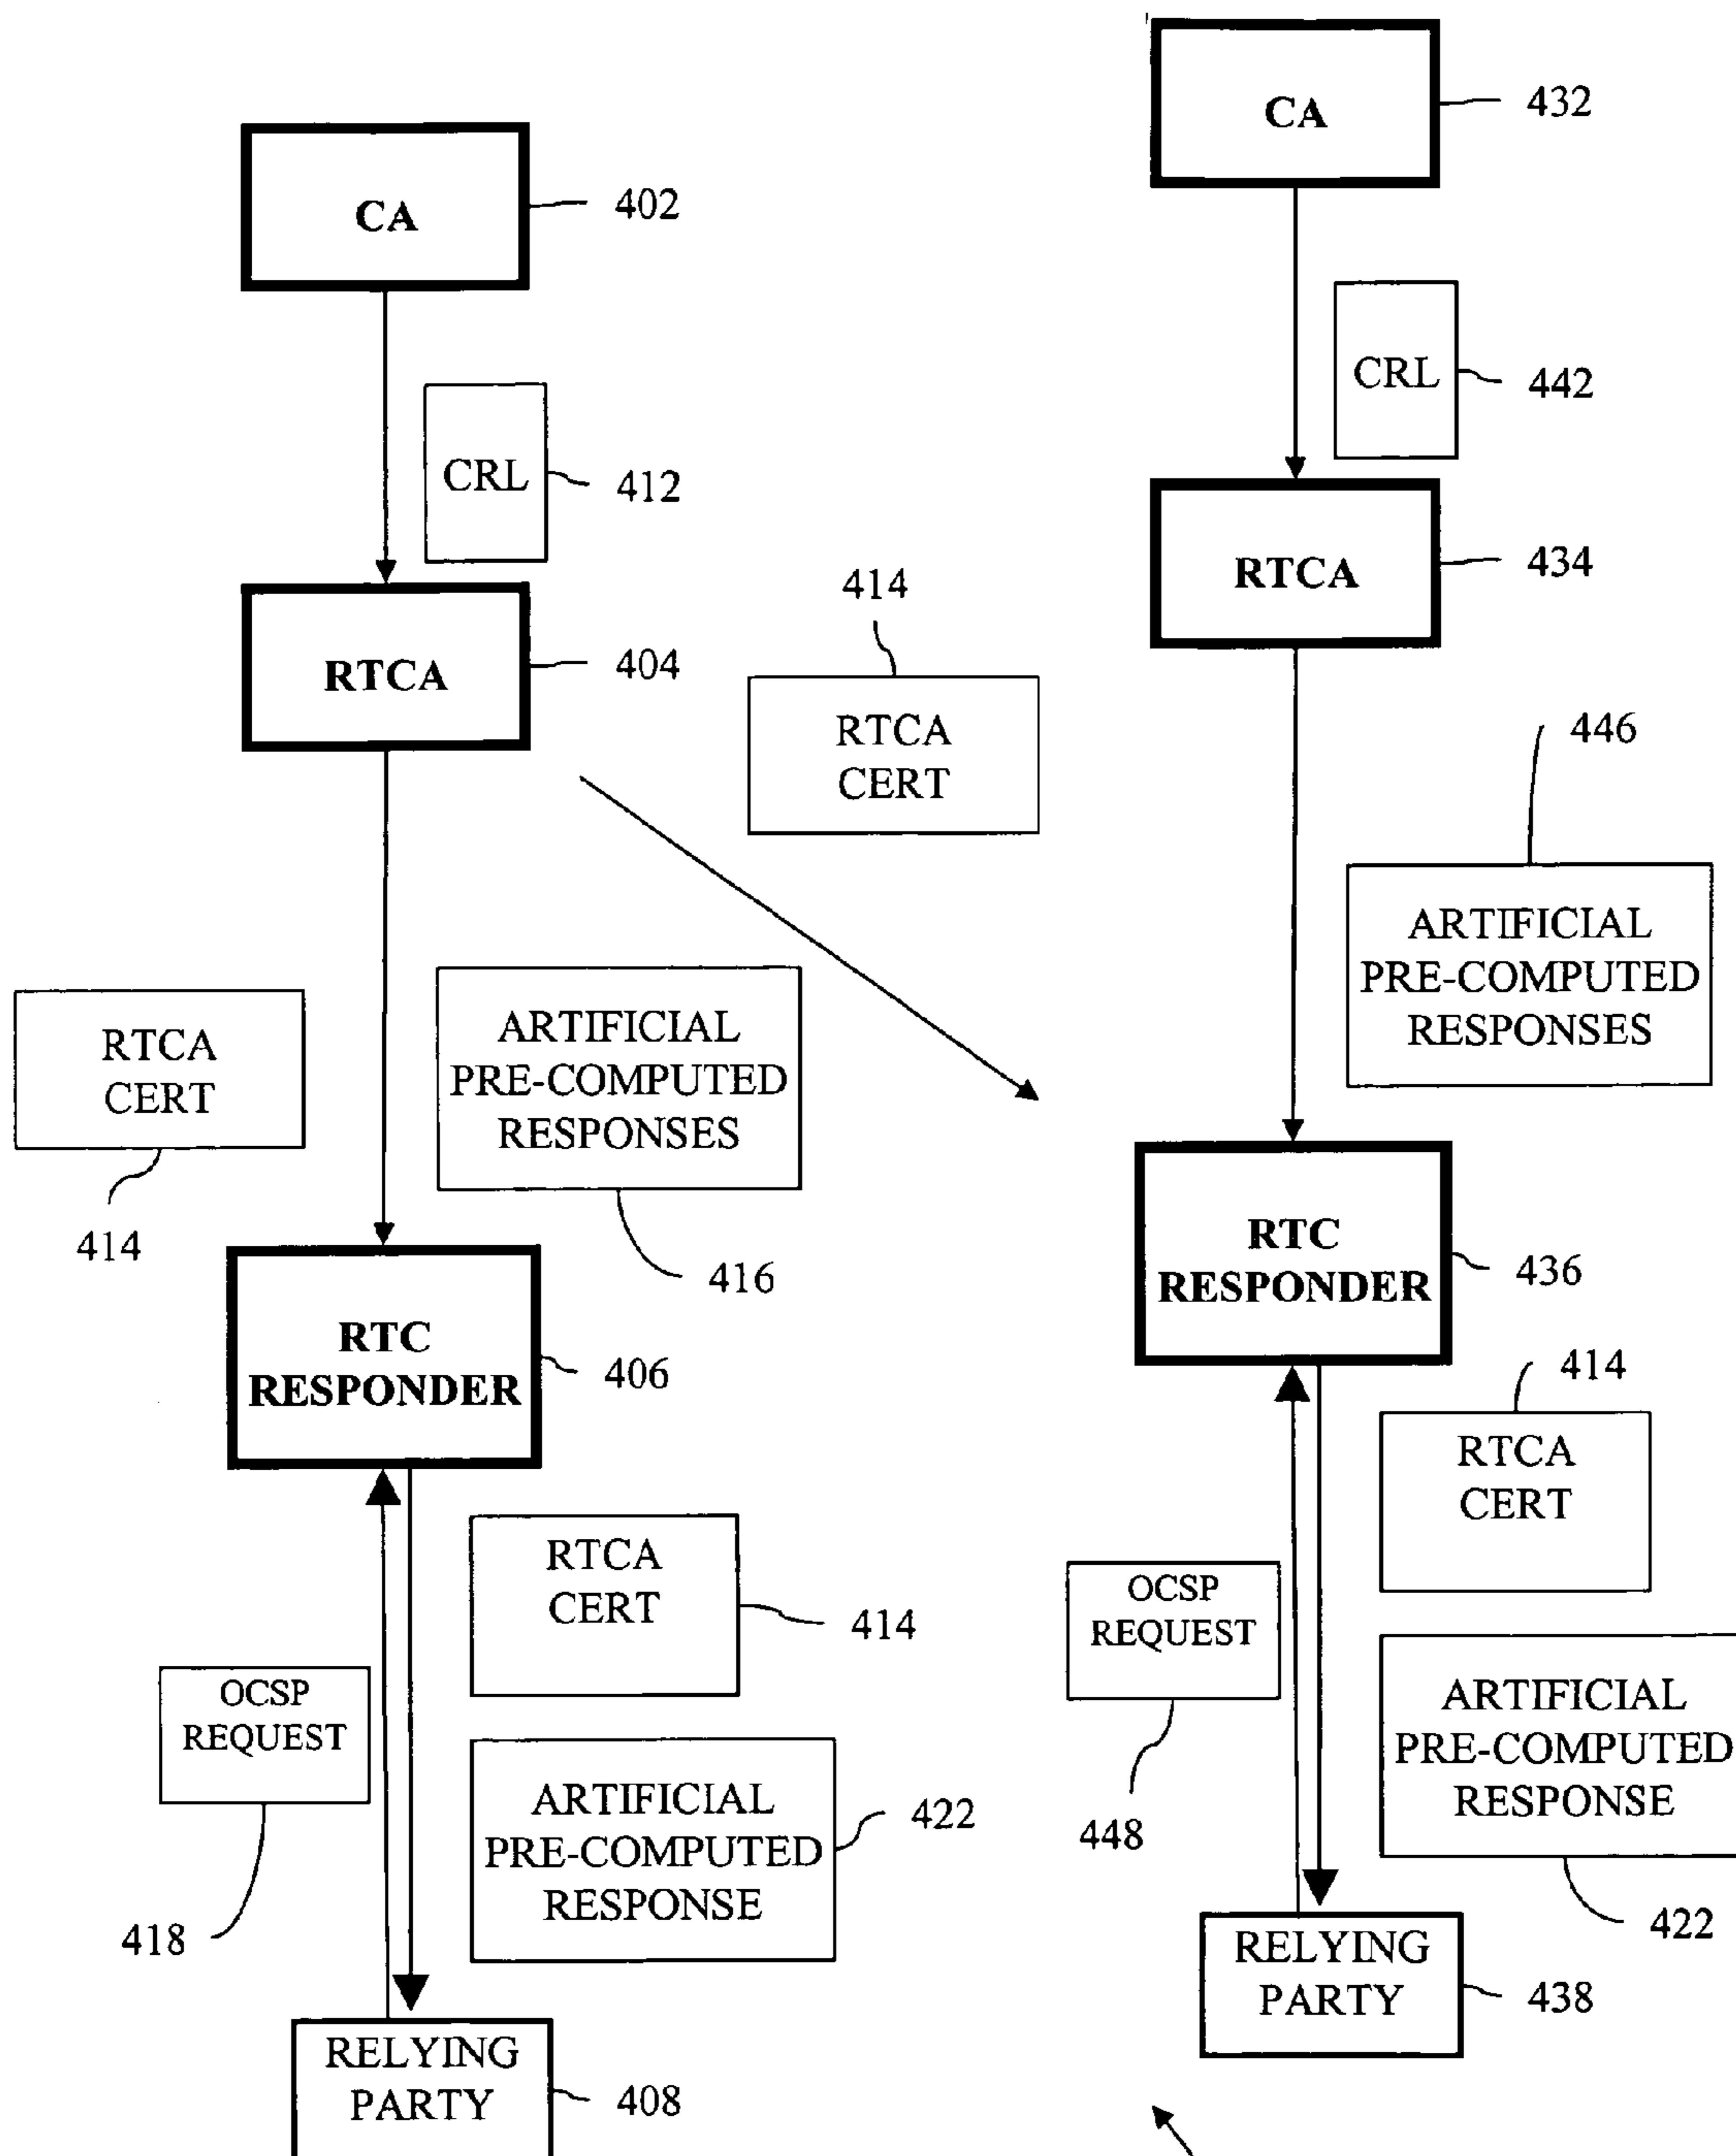 CA
402
CRL
412
RTCA
404
414
RTCA
CERT
RTCA
CERT
414
ARTIFICIAL
PRE-COMPUTED
RESPONSES
416
RTC
RESPONDER
406
RTCA
CERT
414
OCSP
REQUEST
418
ARTIFICIAL
PRE-COMPUTED
RESPONSE
422
RELYING
PARTY
408
CA
432
CRL
442
RTCA
434
446
ARTIFICIAL
PRE-COMPUTED
RESPONSES
RTC
RESPONDER
436
414
RTCA
CERT
OCSP
REQUEST
448
ARTIFICIAL
PRE-COMPUTED
RESPONSE
422
RELYING
PARTY
438